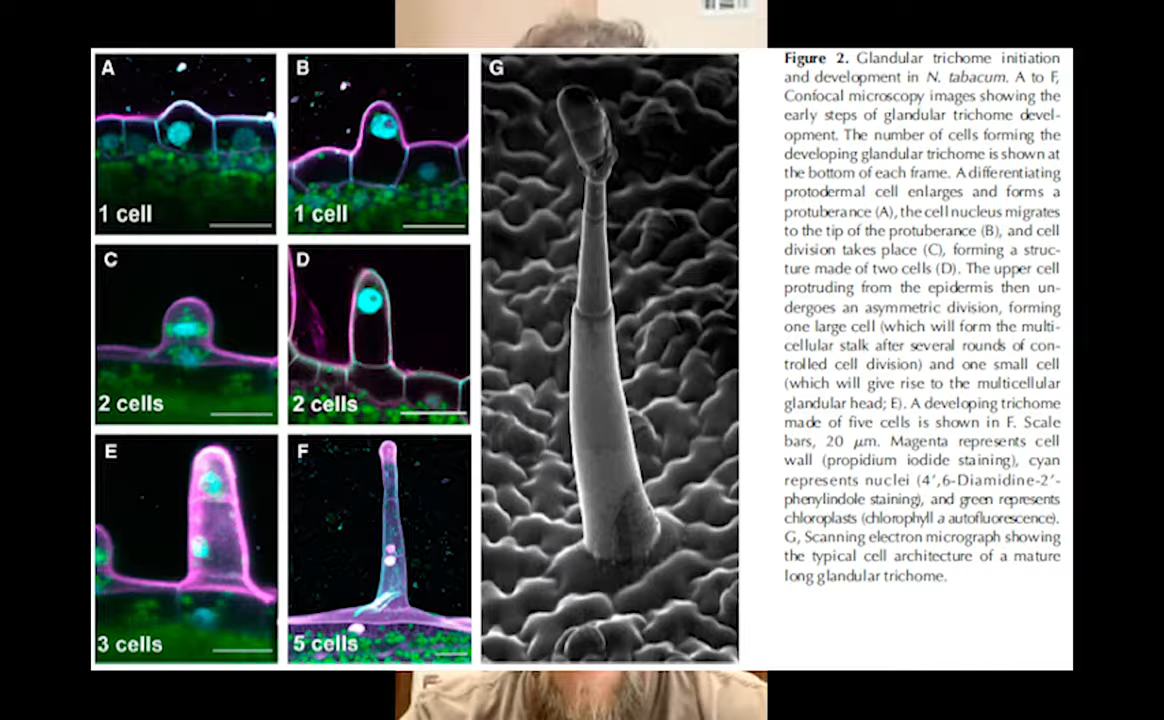 A
1 cell
B
1 cell
C
2 cells
D
2 cells
E
3 cells
F
5 cells
G
Figure 2. Glandular trichome initiation
and development in N. tabacum. A to F,
Confocal microscopy images showing the
early steps of glandular trichome devel-
opment. The number of cells forming the
developing glandular trichome is shown at
the bottom of each frame. A differentiating
protodermal cell enlarges and forms a
protuberance (A), the cell nucleus migrates
to the tip of the protuberance (B), and cell
division takes place (C), forming a struc-
ture made of two cells (D). The upper cell
protruding from the epidermis then un-
dergoes an asymmetric division, forming
one large cell (which will form the multi-
cellular stalk after several rounds of con-
trolled cell division) and one small cell
(which will give rise to the multicellular
glandular head; E). A developing trichome
made of five cells is shown in F. Scale
bars, 20 μm. Magenta represents cell
wall (propidium iodide staining), cyan
represents nuclei (4′,6-Diamidine-2′-
phenylindole staining), and green represents
chloroplasts (chlorophyll a autofluorescence).
G, Scanning electron micrograph showing
the typical cell architecture of a mature
long glandular trichome.